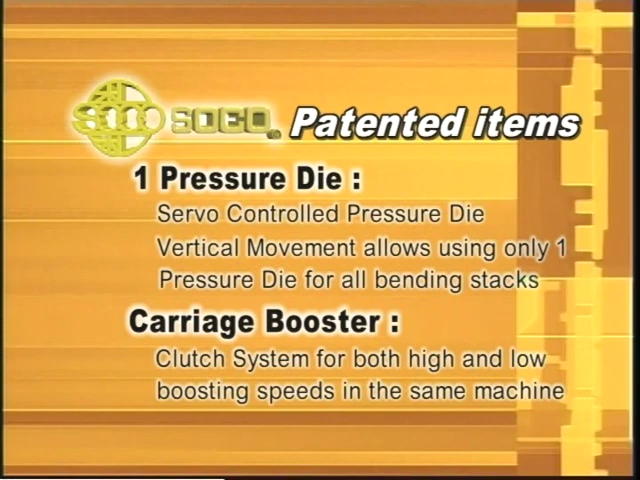 SOCO SOCO® Patented items
1 Pressure Die :
Servo Controlled Pressure Die
Vertical Movement allows using only 1
Pressure Die for all bending stacks
Carriage Booster :
Clutch System for both high and low
boosting speeds in the same machine